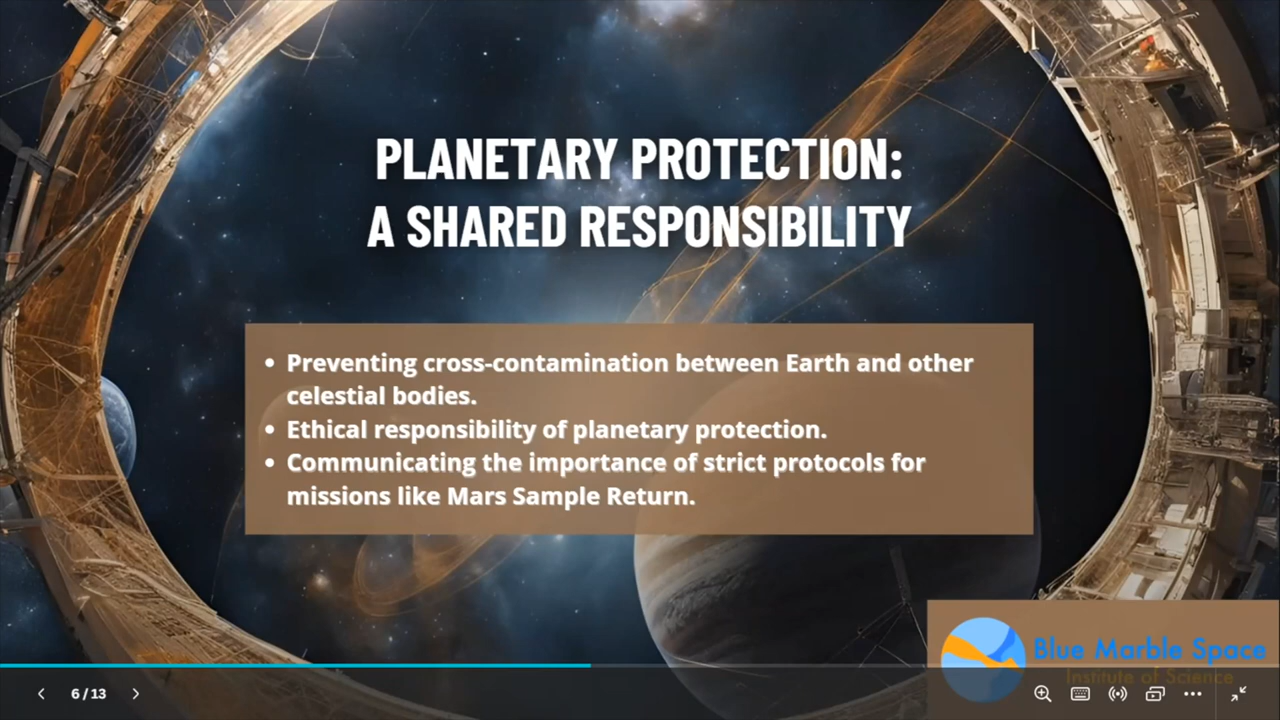 PLANETARY PROTECTION:
A SHARED RESPONSIBILITY
• Preventing cross-contamination between Earth and other
celestial bodies.
• Ethical responsibility of planetary protection.
• Communicating the importance of strict protocols for
missions like Mars Sample Return.
Blue Marble Space
Institute of Science
6 / 13